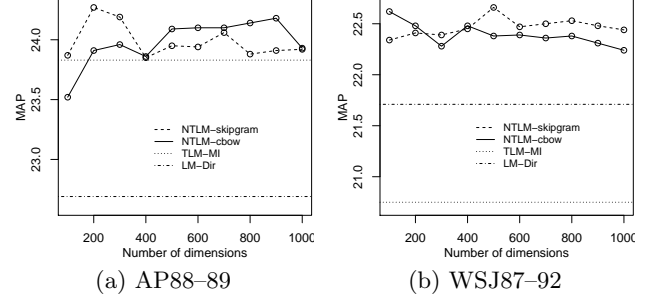 24.0
23.5
23.0
MAP
NTLM−skipgram
NTLM−cbow
TLM−MI
LM−Dir
200 400 600 800 1000
Number of dimensions
(a) AP88–89
22.5
22.0
21.5
21.0
MAP
NTLM−skipgram
NTLM−cbow
TLM−MI
LM−Dir
200 400 600 800 1000
Number of dimensions
(b) WSJ87–92